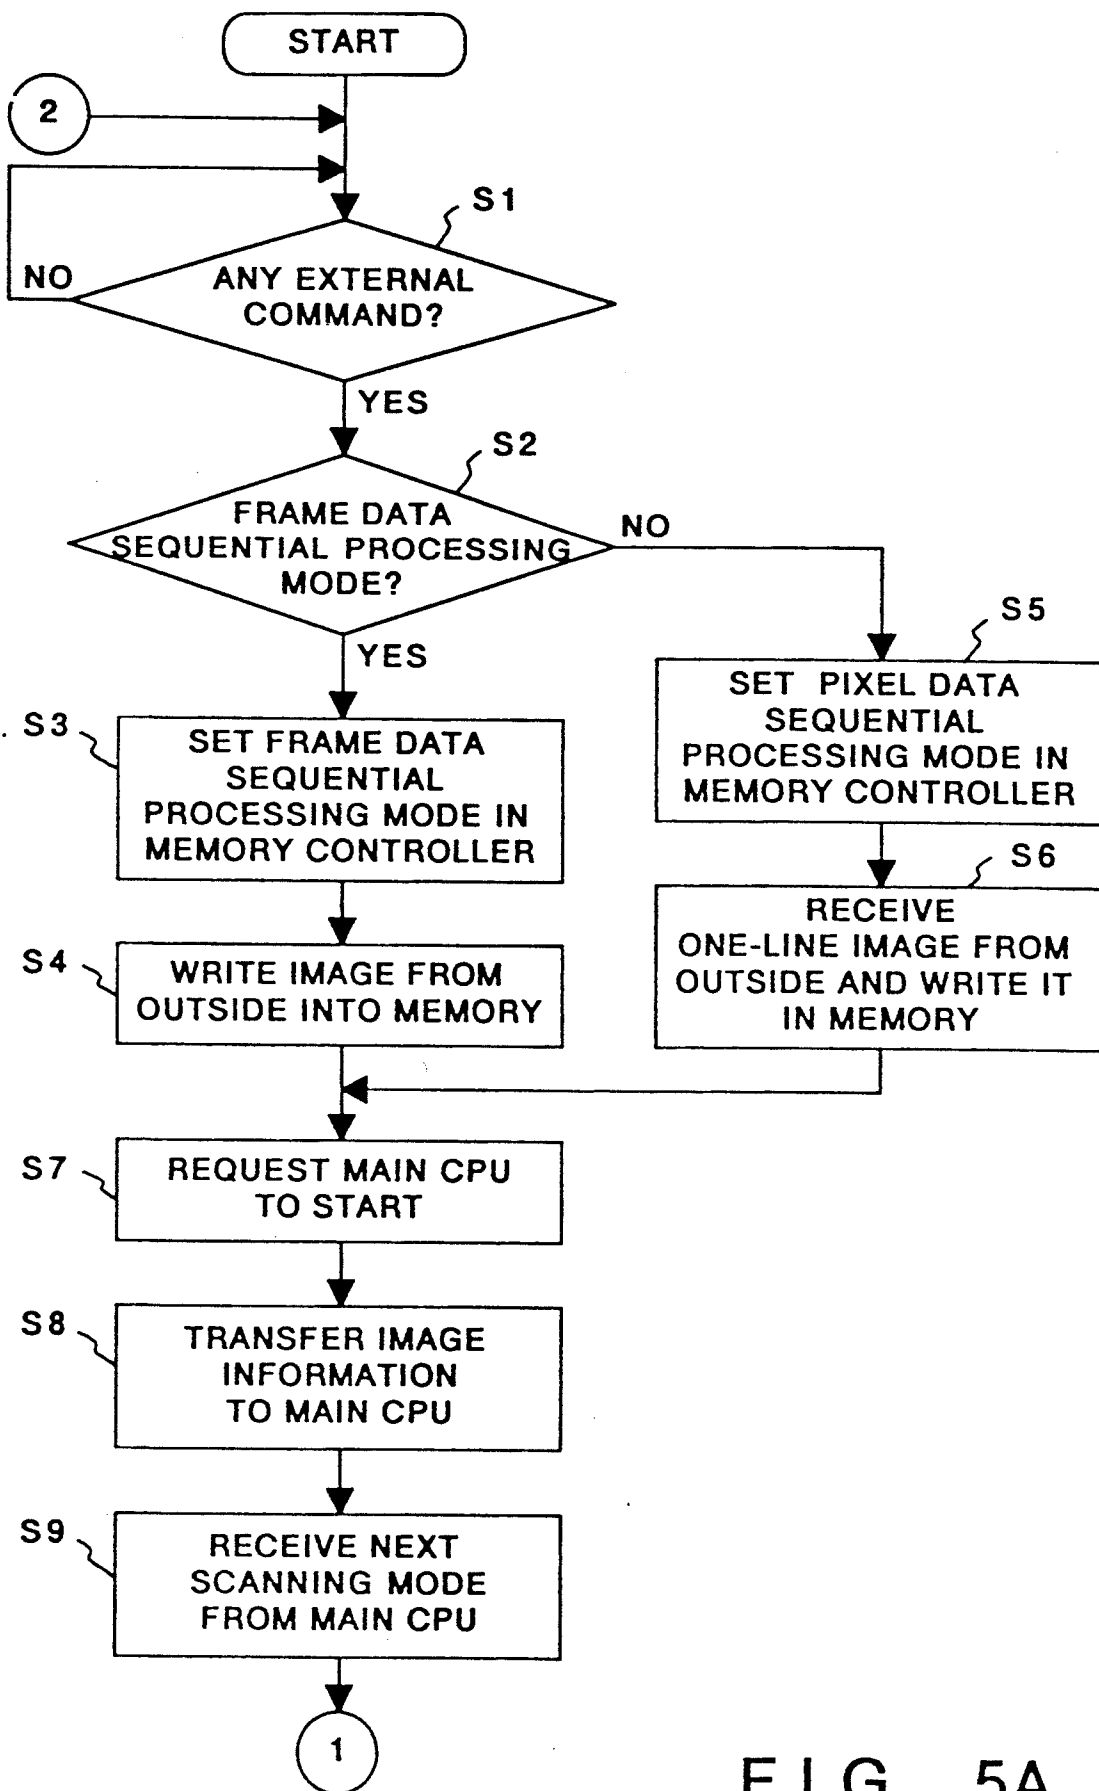 START
2
S1
NO
ANY EXTERNAL
COMMAND?
YES
S2
FRAME DATA
SEQUENTIAL PROCESSING
MODE?
NO
YES
S5
SET PIXEL DATA
SEQUENTIAL
PROCESSING MODE IN
MEMORY CONTROLLER
S3
SET FRAME DATA
SEQUENTIAL
PROCESSING MODE IN
MEMORY CONTROLLER
S6
RECEIVE
ONE-LINE IMAGE FROM
OUTSIDE AND WRITE IT
IN MEMORY
S4
WRITE IMAGE FROM
OUTSIDE INTO MEMORY
S7
REQUEST MAIN CPU
TO START
S8
TRANSFER IMAGE
INFORMATION
TO MAIN CPU
S9
RECEIVE NEXT
SCANNING MODE
FROM MAIN CPU
1
FIG. 5A